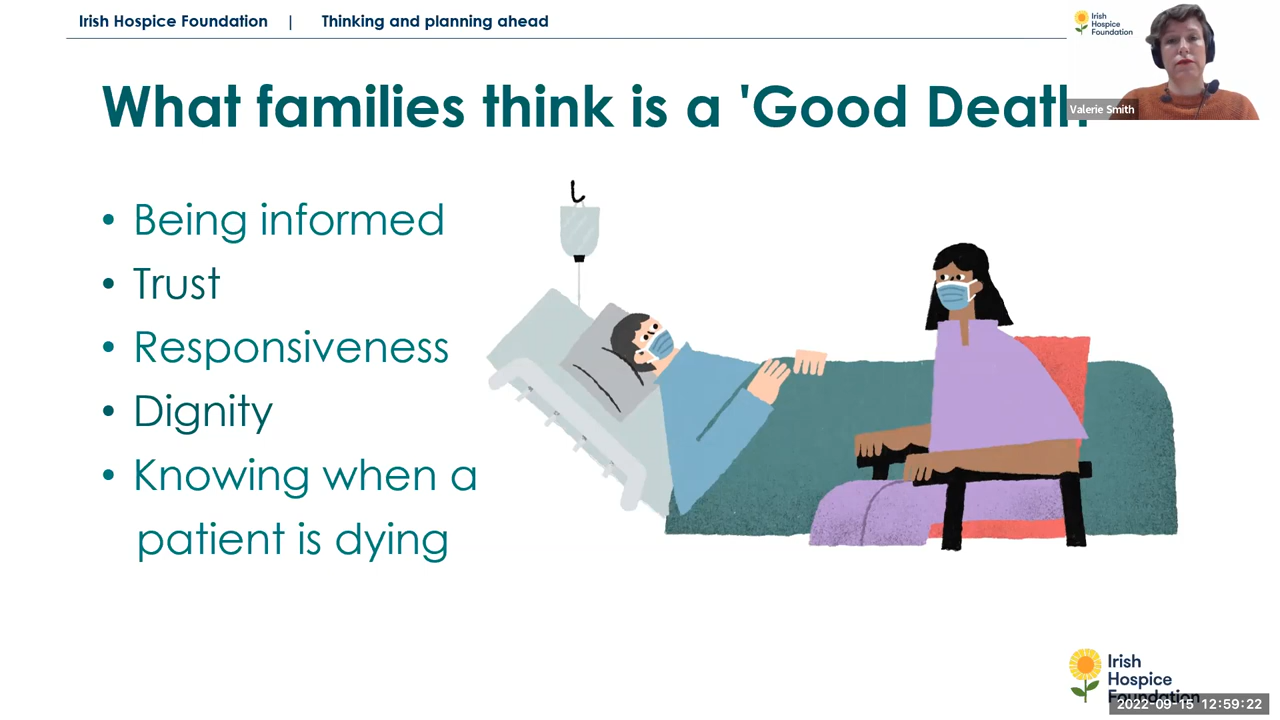 Irish Hospice Foundation | Thinking and planning ahead
Irish
Hospice
Foundation
Valerie Smith
What families think is a 'Good Death
• Being informed
• Trust
• Responsiveness
• Dignity
• Knowing when a
patient is dying
Irish
Hospice
Foundation
2022-09-15 12:59:22